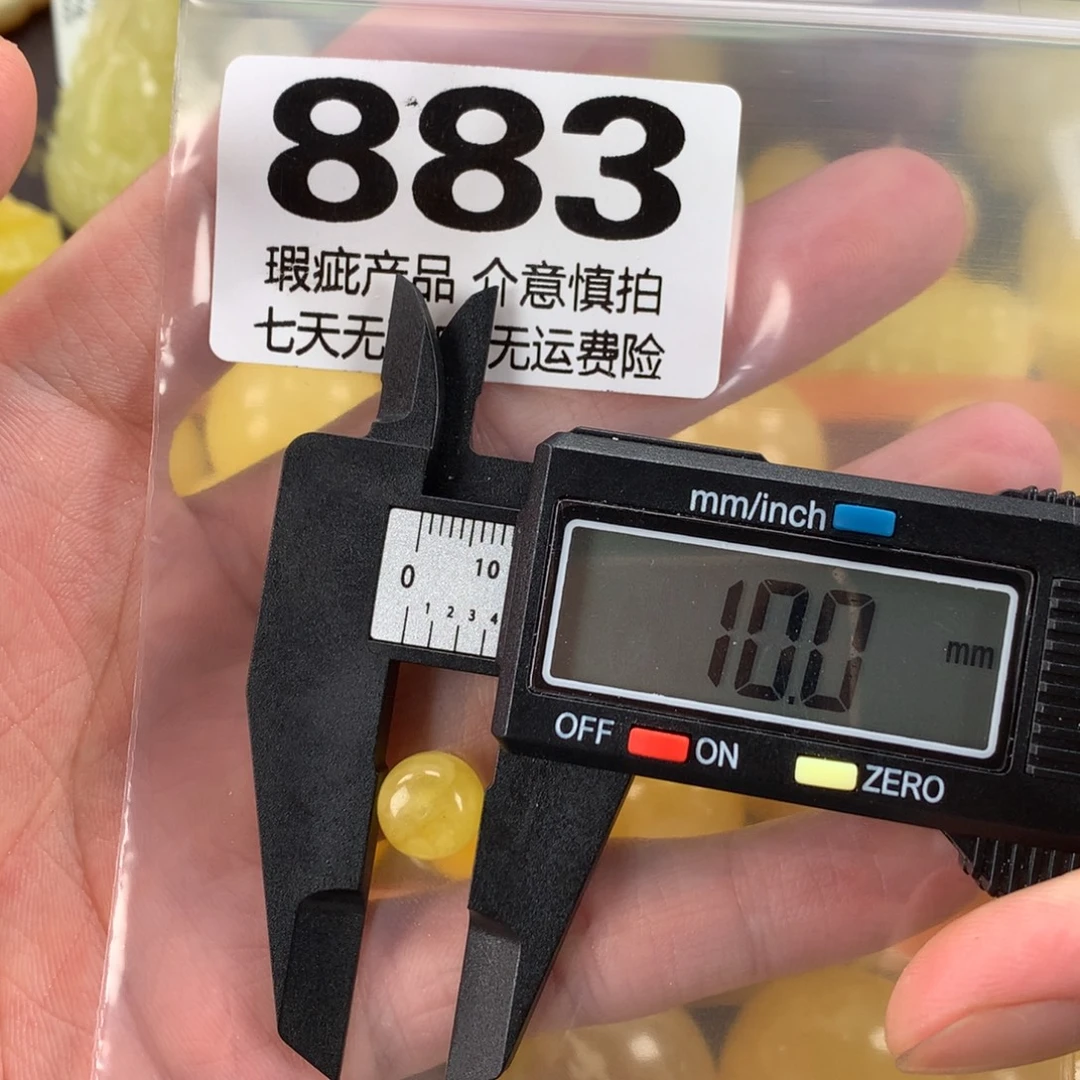 883
瑕疵产品 介意慎拍
七天无 无运费险
mm/inch
0 10
1 2 3 4
10.0 mm
OFF ON ZERO